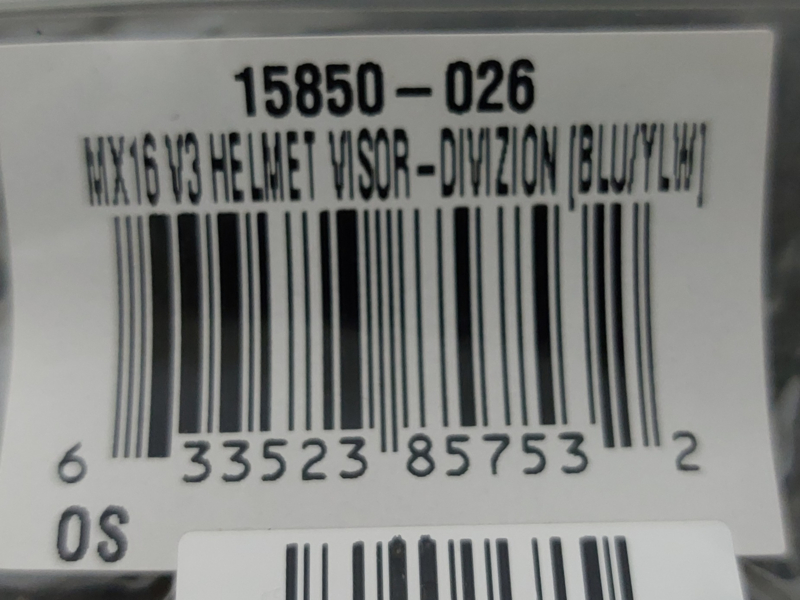 15850-026
MX16 V3 HELMET VISOR-DIVIZION [BLU/YLW]
6 33523 85753 2
OS